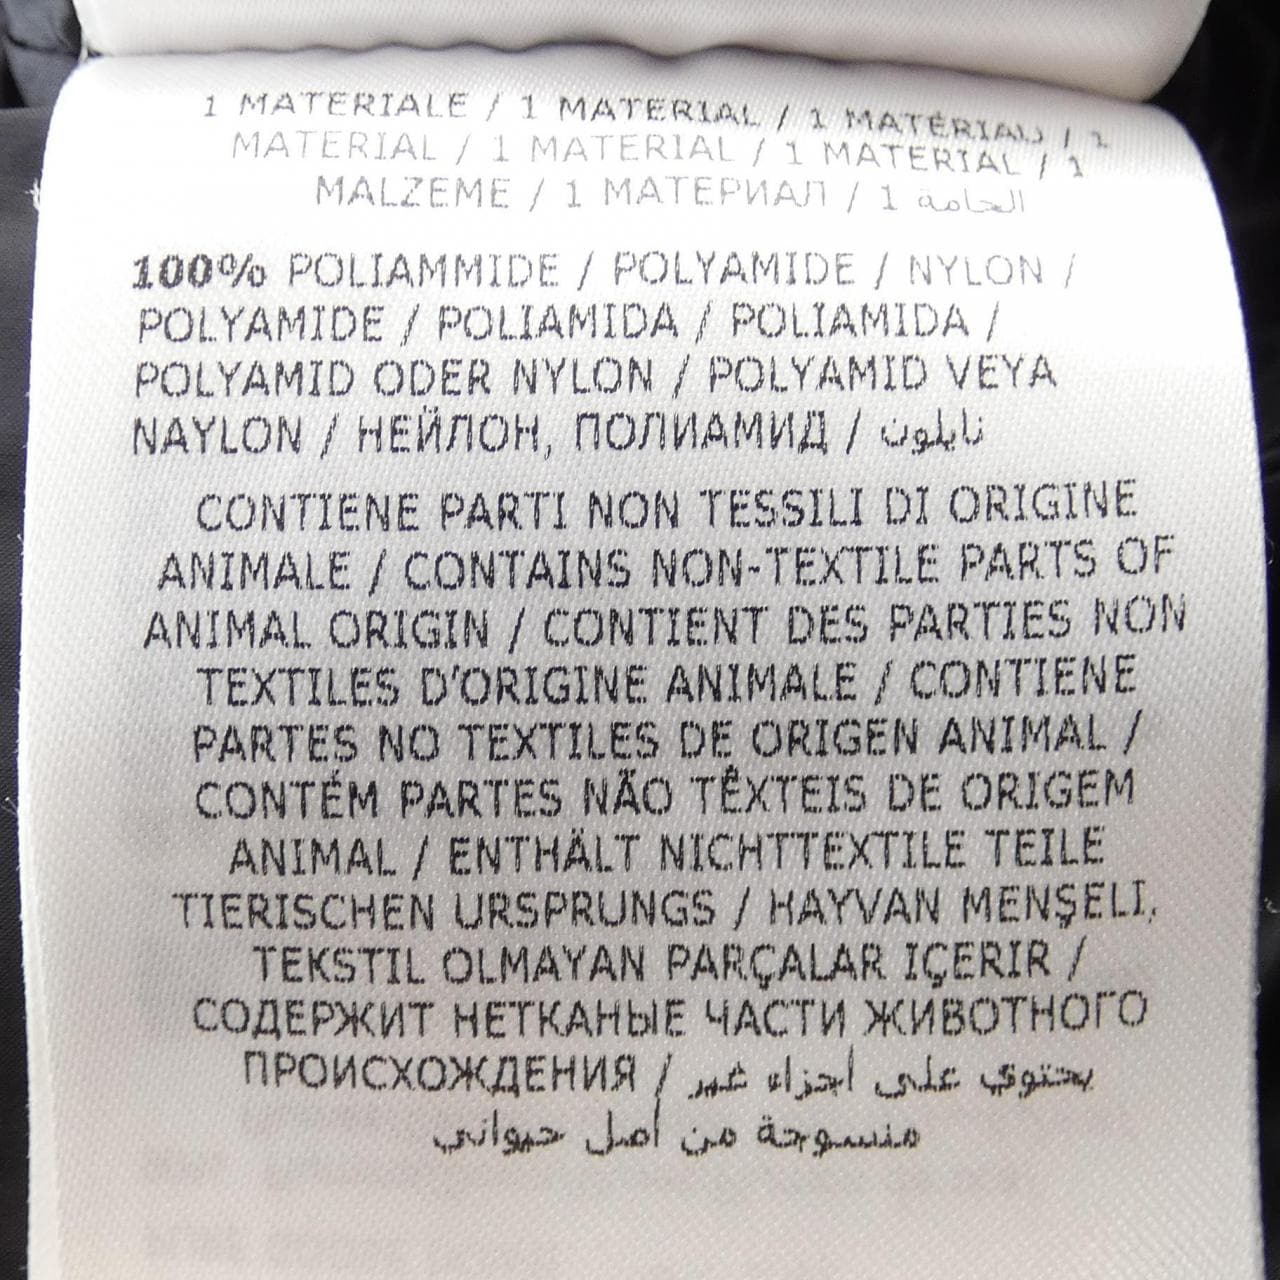 1 MATERIALE / 1 MATERIAL / 1 MATÉRIAU / 1
MATERIAL / 1 MATERIAL / 1 MATERIAL / 1
MALZEME / 1 МАТЕРИАЛ / 1 الخامة
100% POLIAMMIDE / POLYAMIDE / NYLON /
POLYAMIDE / POLIAMIDA / POLIAMIDA /
POLYAMID ODER NYLON / POLYAMID VEYA
NAYLON / НЕЙЛОН, ПОЛИАМИД / نايلون
CONTIENE PARTI NON TESSILI DI ORIGINE
ANIMALE / CONTAINS NON-TEXTILE PARTS OF
ANIMAL ORIGIN / CONTIENT DES PARTIES NON
TEXTILES D'ORIGINE ANIMALE / CONTIENE
PARTES NO TEXTILES DE ORIGEN ANIMAL /
CONTÉM PARTES NÃO TÊXTEIS DE ORIGEM
ANIMAL / ENTHÄLT NICHTTEXTILE TEILE
TIERISCHEN URSPRUNGS / HAYVAN MENŞELI,
TEKSTIL OLMAYAN PARÇALAR IÇERIR /
СОДЕРЖИТ НЕТКАНЫЕ ЧАСТИ ЖИВОТНОГО
ПРОИСХОЖДЕНИЯ / يحتوي على أجزاء غير
منسوجة من أصل حيواني